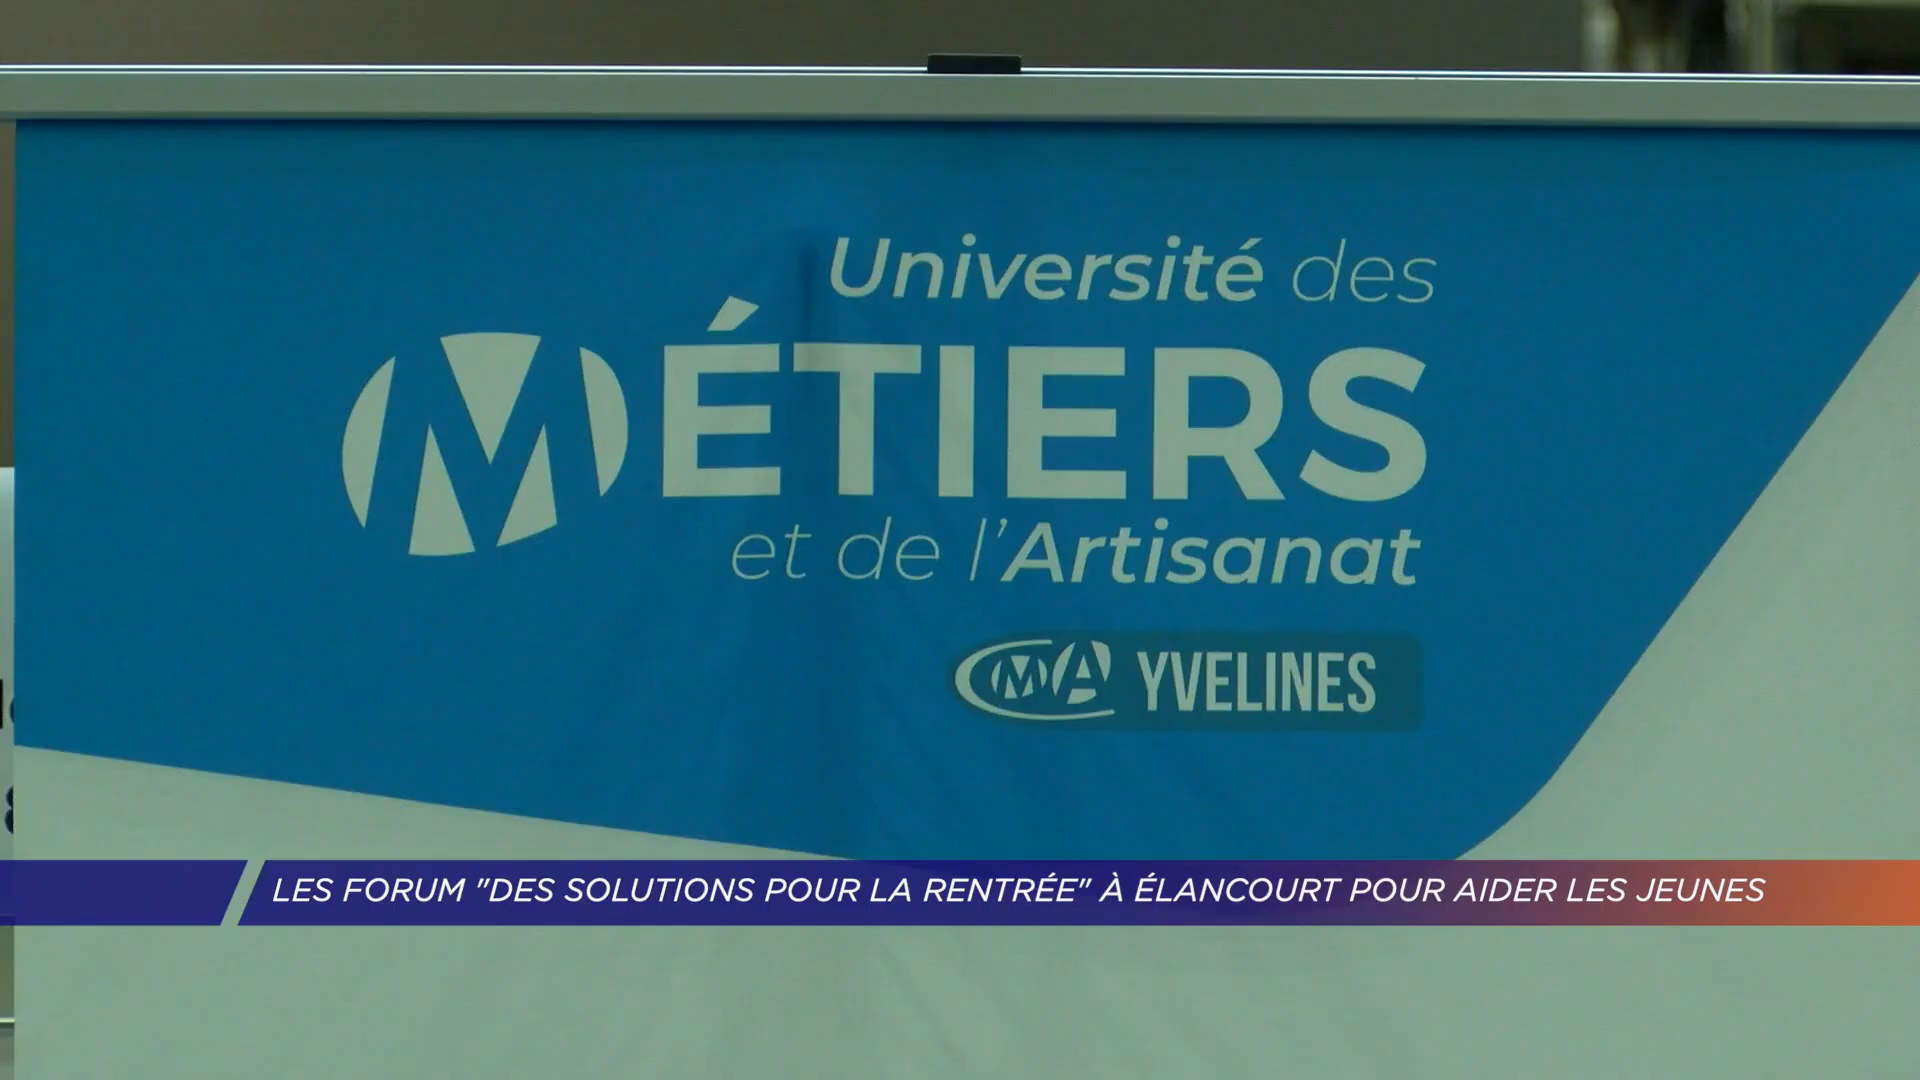 Université des
MÉTIERS
et de l'Artisanat
CMA YVELINES
LES FORUM "DES SOLUTIONS POUR LA RENTRÉE" À ÉLANCOURT POUR AIDER LES JEUNES